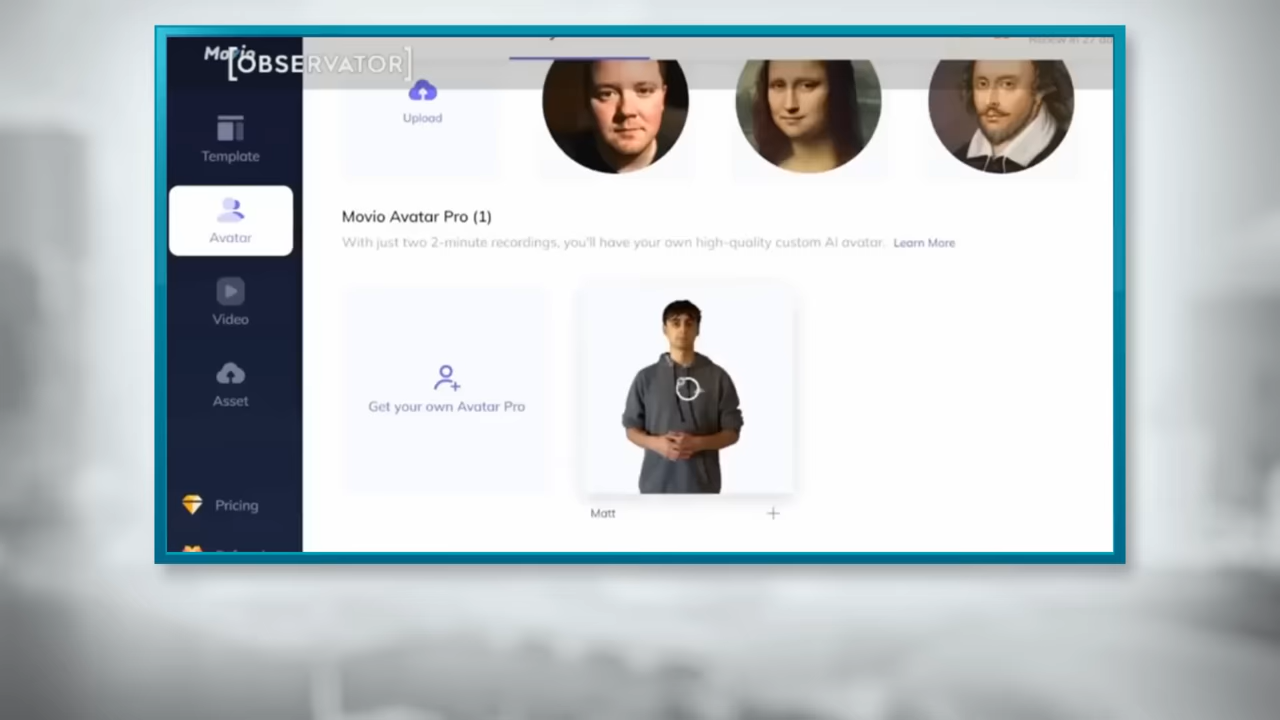 Movio
[OBSERVATOR]
Upload
Template
Movio Avatar Pro (1)
Avatar
With just two 2-minute recordings, you'll have your own high-quality custom AI avatar. Learn More
Video
Asset
Get your own Avatar Pro
Pricing
Matt